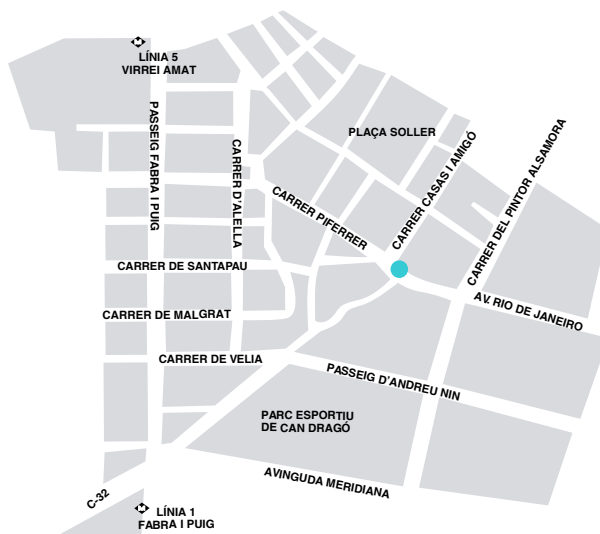 LÍNIA 5
VIRREI AMAT
PASSEIG FABRA I PUIG
CARRER D'ALELLA
PLAÇA SOLLER
CARRER CASAS I AMIGÓ
CARRER DEL PINTOR ALSAMORA
CARRER PIFERRER
CARRER DE SANTAPAU
AV. RIO DE JANEIRO
CARRER DE MALGRAT
CARRER DE VELIA
PASSEIG D'ANDREU NIN
PARC ESPORTIU
DE CAN DRAGÓ
AVINGUDA MERIDIANA
C-32
LÍNIA 1
FABRA I PUIG